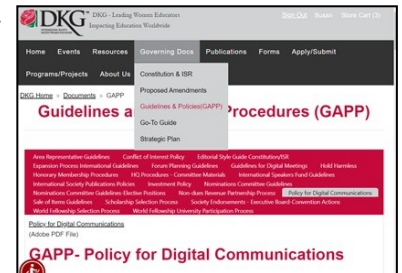 DKG
DKG - Leading Women Educators
Impacting Education Worldwide
Sign Out Susan Store Cart (3)
Home Events Resources Governing Docs Publications Forms Apply/Submit
Programs/Projects About Us
Constitution & ISR
Proposed Amendments
Guidelines & Policies(GAPP)
Go-To Guide
Strategic Plan
DKG Home » Documents » GAPP
Guidelines a Procedures (GAPP)
Area Representative Guidelines Conflict of Interest Policy Editorial Style Guide Constitution/ISR
Expansion Process International Guidelines Forum Planning Guidelines Guidelines for Digital Meetings Hold Harmless
Honorary Membership Procedures HQ Procedures - Committee Materials International Speakers Fund Guidelines
International Society Publications Policies Investment Policy Nominations Committee Guidelines
Nominations Committee Guidelines-Elective Positions Non-dues Revenue Partnership Process Policy for Digital Communications
Sale of Items Guidelines Scholarship Selection Process Society Endorsements - Executive Board-Convention Actions
World Fellowship Selection Process World Fellowship University Participation Process
Policy for Digital Communications
(Adobe PDF File)
GAPP- Policy for Digital Communications